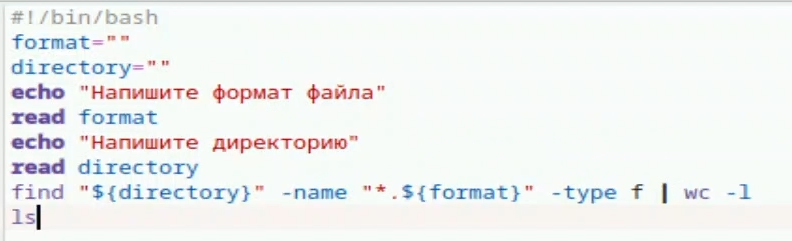 #!/bin/bash
format=""
directory=""
echo "Напишите формат файла"
read format
echo "Напишите директорию"
read directory
find "${directory}" -name "*.${format}" -type f | wc -l
ls